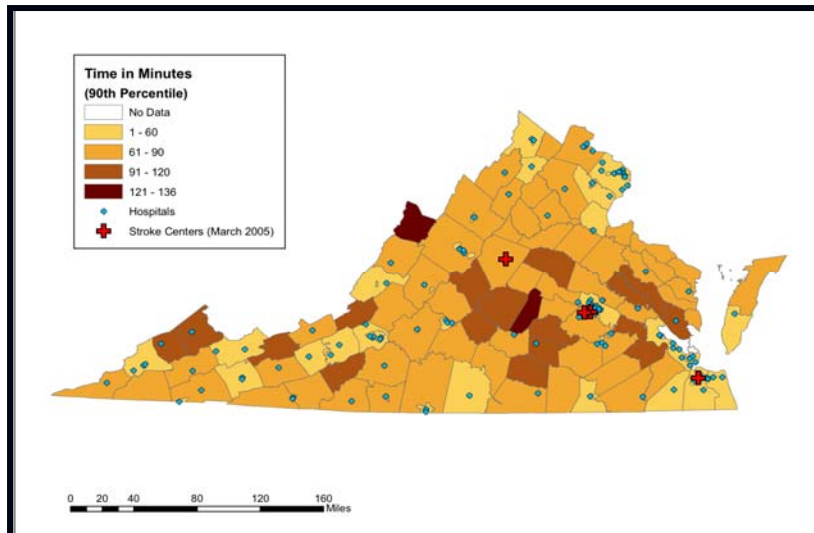 Time in Minutes
(90th Percentile)
No Data
1 - 60
61 - 90
91 - 120
121 - 136
Hospitals
Stroke Centers (March 2005)
0 10 20 40 80 120 160
Miles